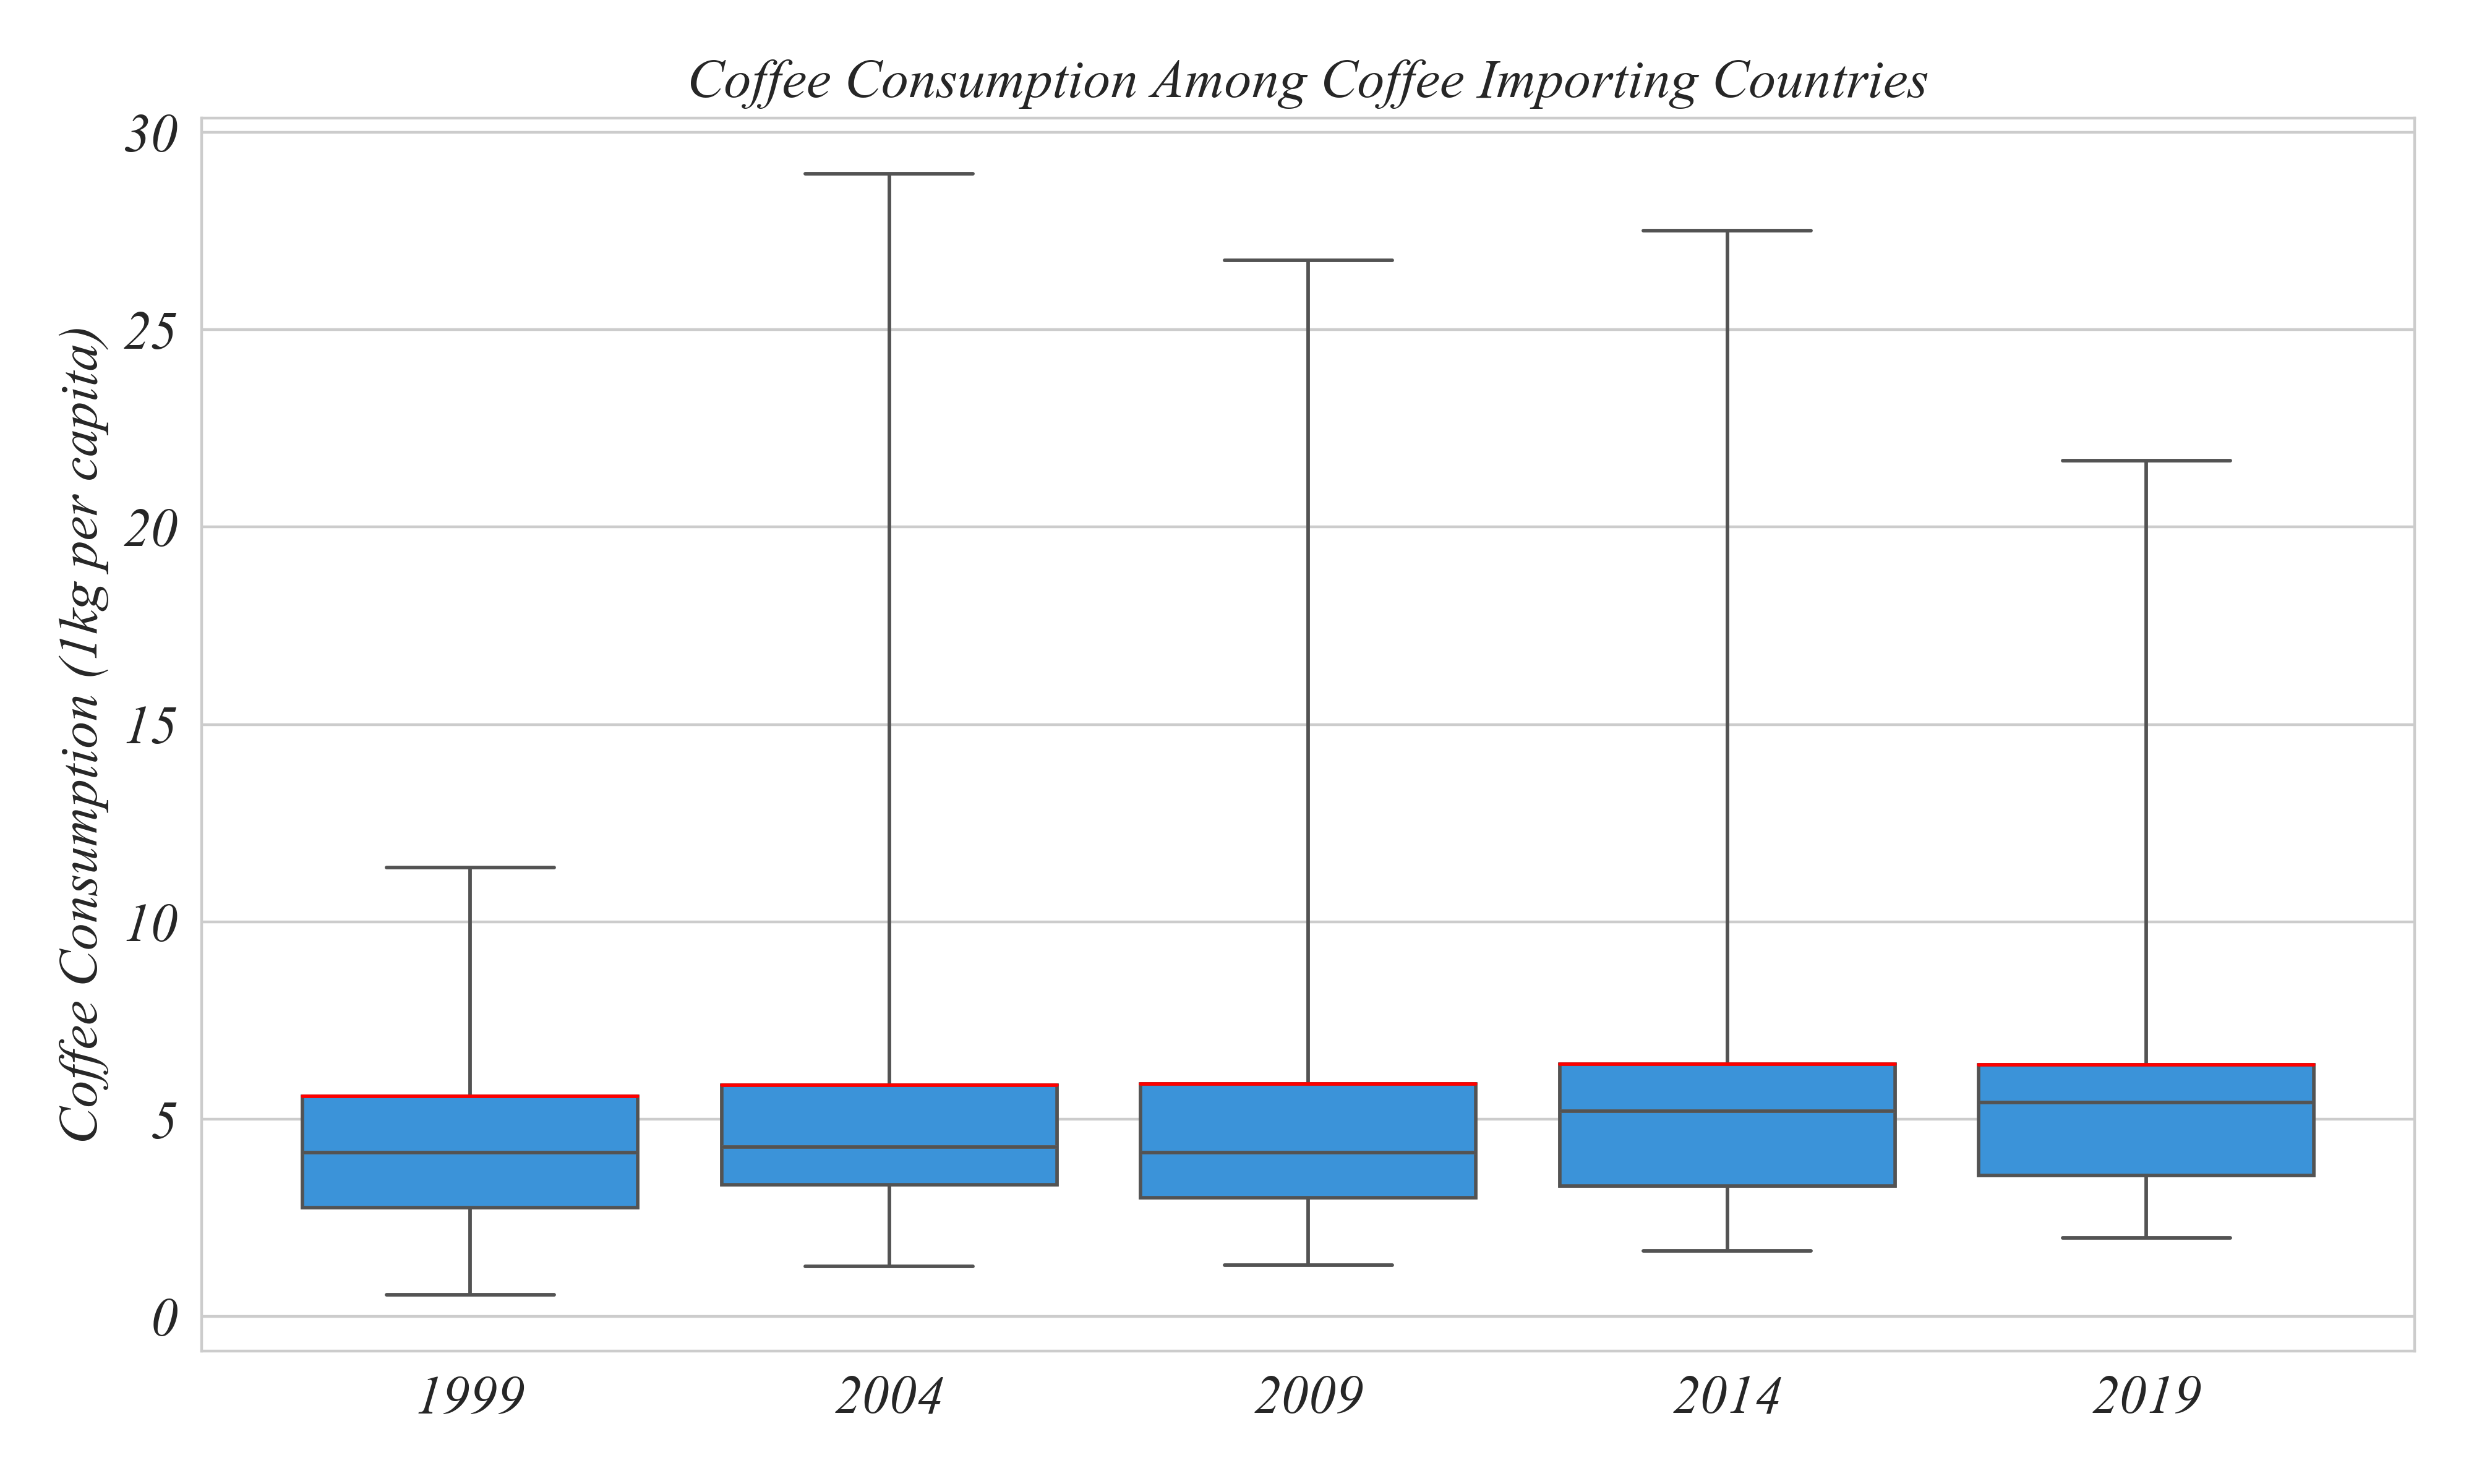 Coffee Consumption Among Coffee Importing Countries
Coffee Consumption (1kg per capita)
30
25
20
15
10
5
0
1999 2004 2009 2014 2019